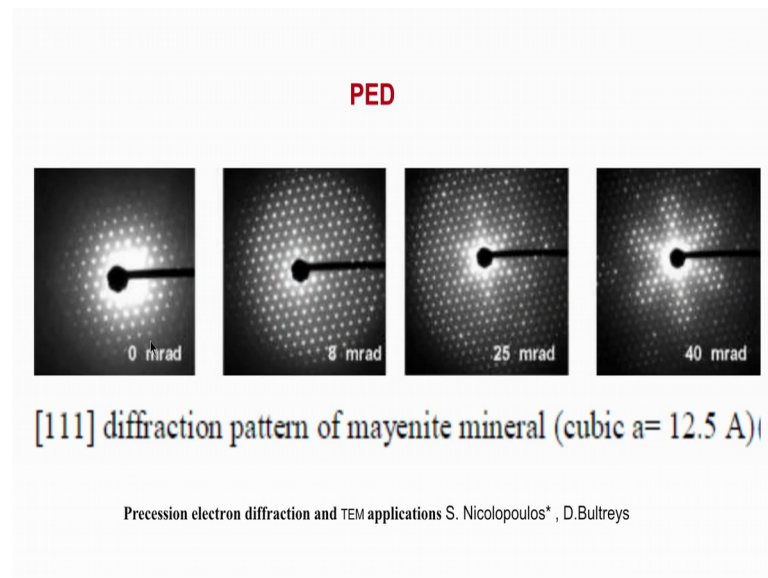 PED
0 mrad
8 mrad
25 mrad
40 mrad
[111] diffraction pattern of mayenite mineral (cubic a= 12.5 A)(
Precession electron diffraction and TEM applications S. Nicolopoulos* , D.Bultreys